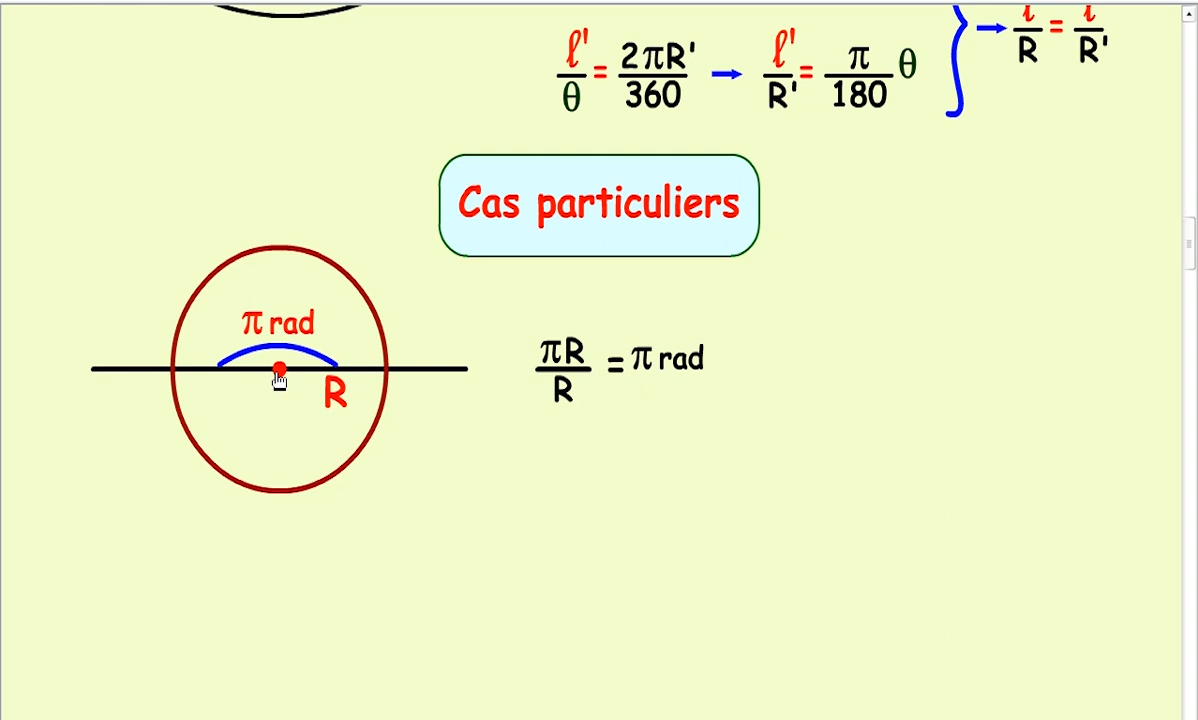 ℓ'/θ = 2πR'/360 → ℓ'/R' = π/180 θ } → ℓ/R = ℓ'/R'
Cas particuliers
π rad
R
πR/R = π rad